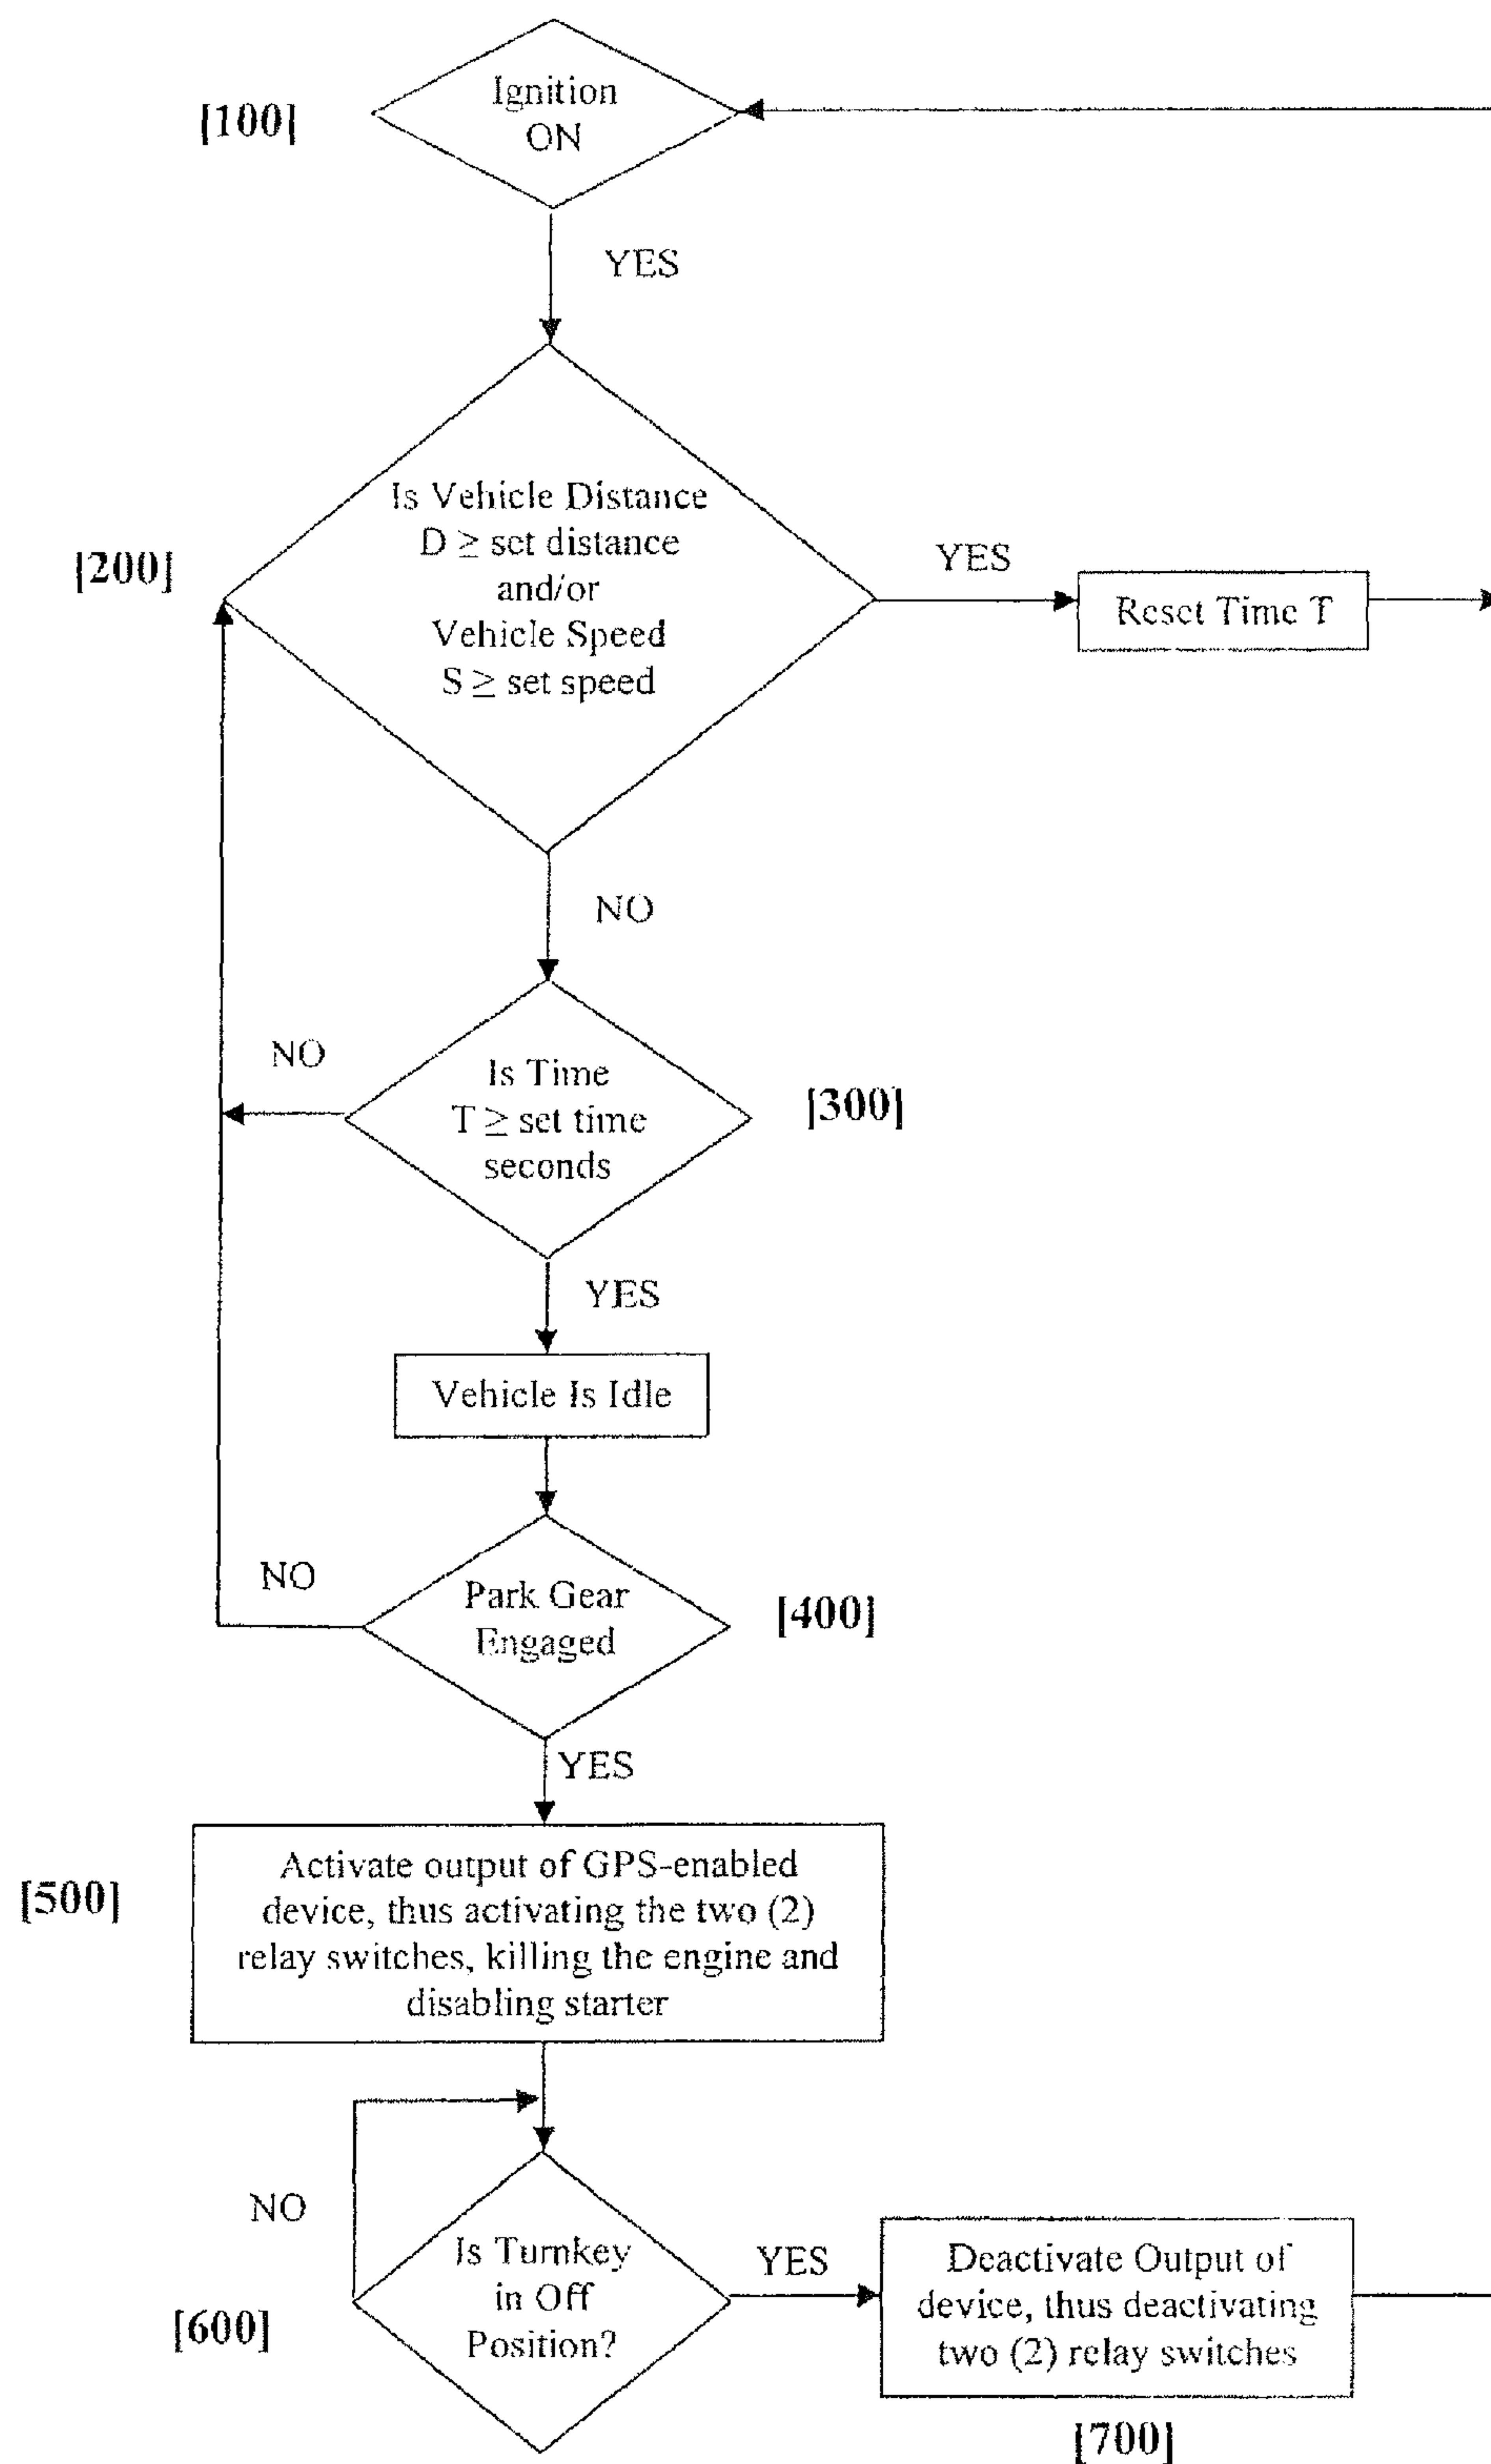 Ignition
ON
[100]
YES
Is Vehicle Distance
D ≥ set distance
and/or
Vehicle Speed
S ≥ set speed
[200]
YES
Reset Time T
NO
NO
Is Time
T ≥ set time
seconds
[300]
YES
Vehicle Is Idle
NO
Park Gear
Engaged
[400]
YES
[500]
Activate output of GPS-enabled
device, thus activating the two (2)
relay switches, killing the engine and
disabling starter
NO
Is Turnkey
in Off
Position?
[600]
YES
Deactivate Output of
device, thus deactivating
two (2) relay switches
[700]